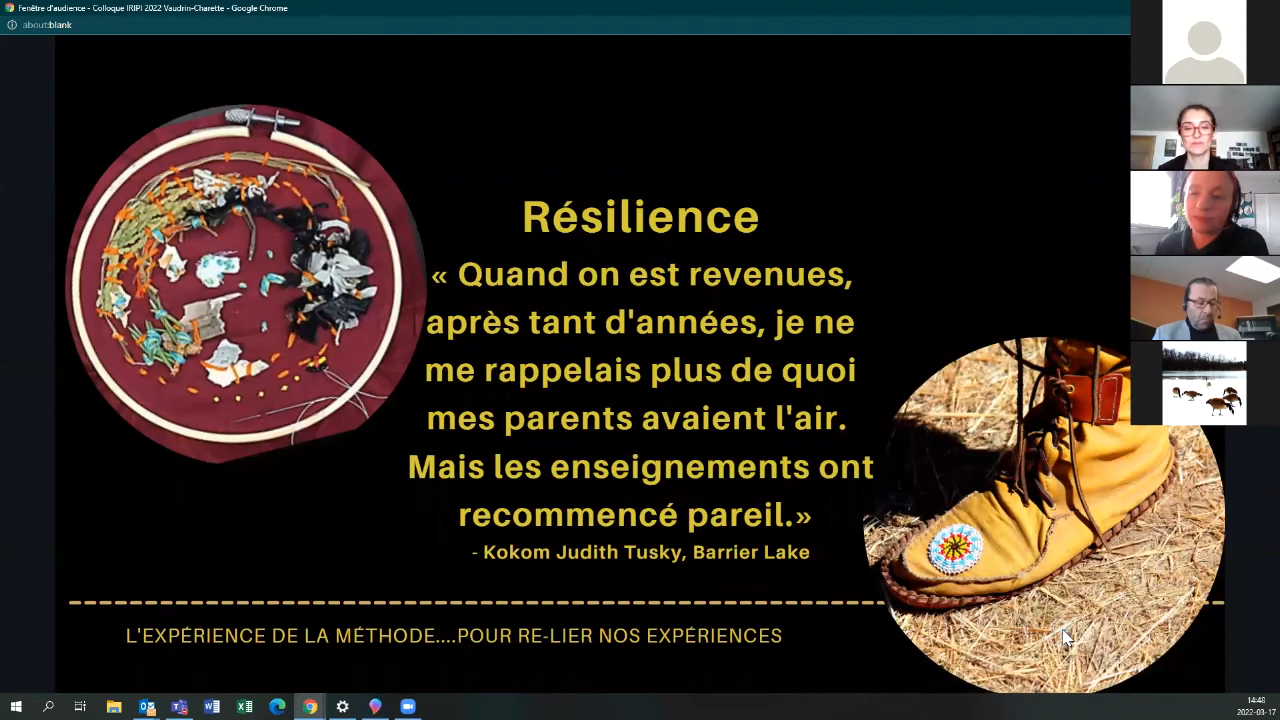 Fenêtre d'audience - Colloque IRIPI 2022 Vaudrin-Charette - Google Chrome
about:blank
Résilience
« Quand on est revenues,
après tant d'années, je ne
me rappelais plus de quoi
mes parents avaient l'air.
Mais les enseignements ont
recommencé pareil.»
- Kokom Judith Tusky, Barrier Lake
L'EXPÉRIENCE DE LA MÉTHODE....POUR RE-LIER NOS EXPÉRIENCES
14:48
2022-03-17